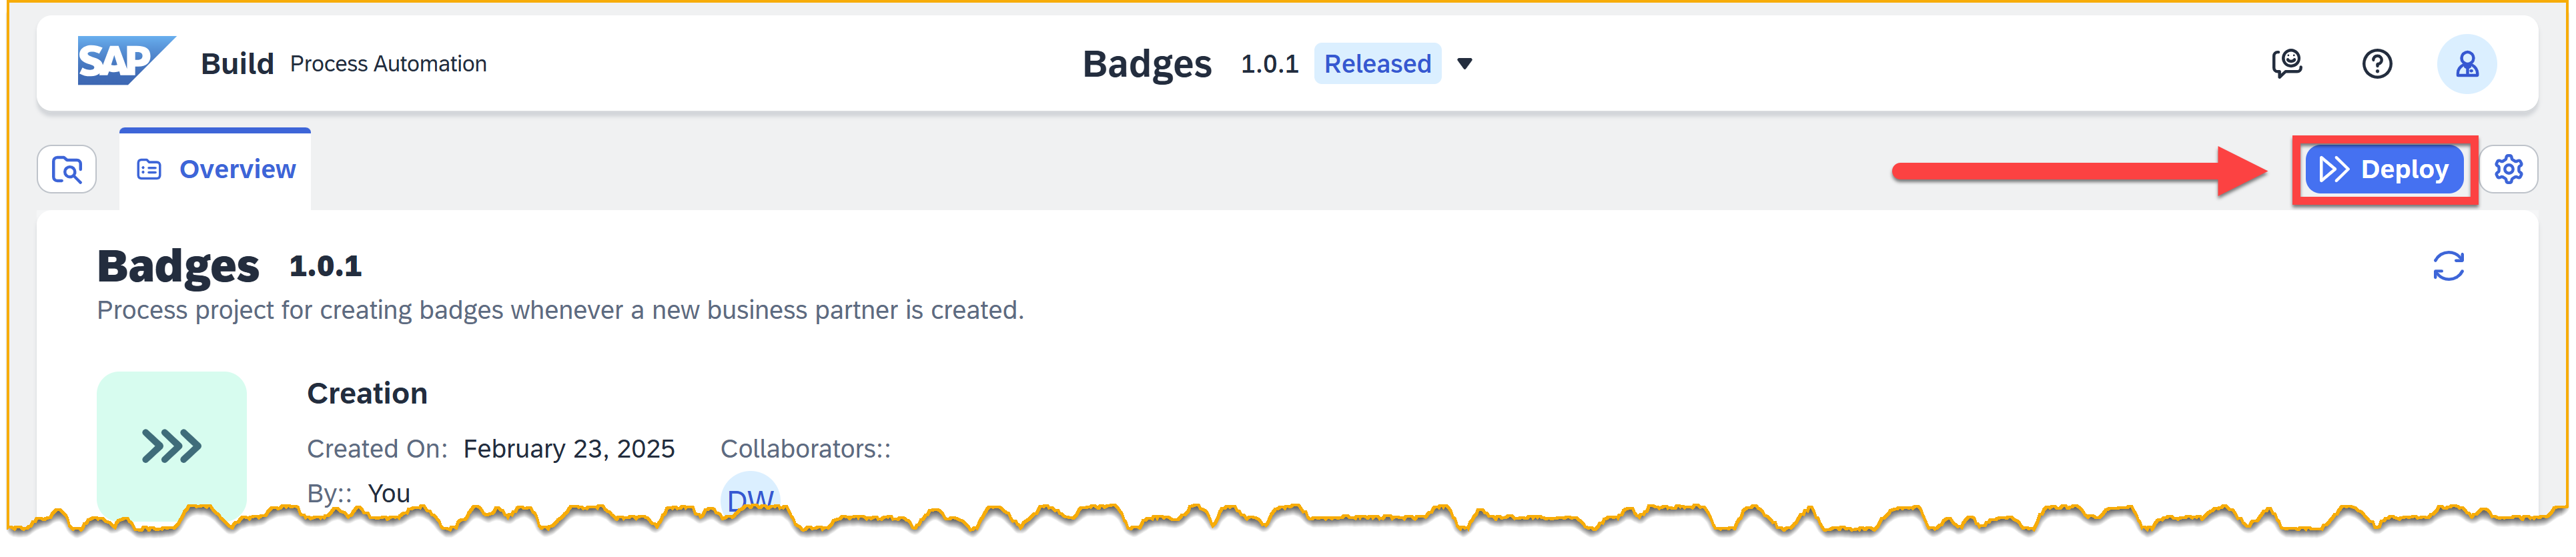 SAP Build Process Automation
Badges 1.0.1 Released
Overview
Deploy
Badges 1.0.1
Process project for creating badges whenever a new business partner is created.
Creation
Created On: February 23, 2025 Collaborators::
By:: You DW